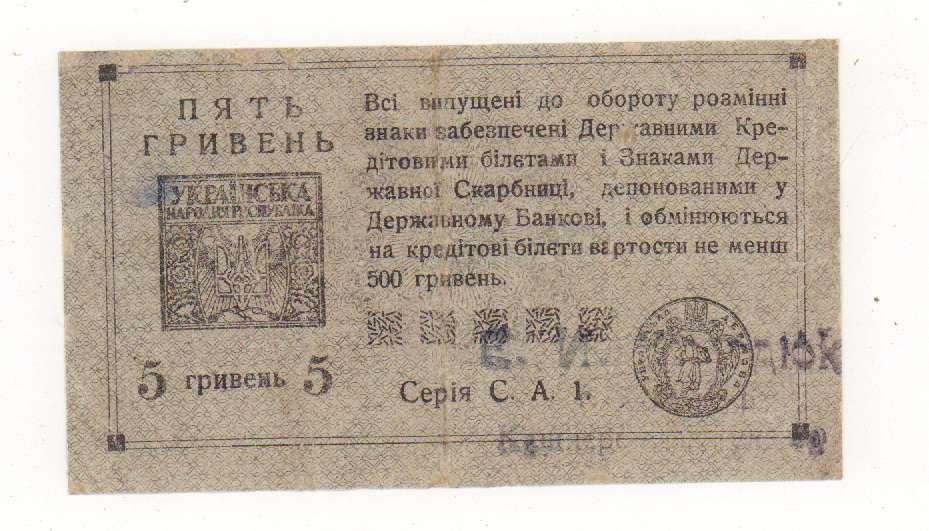 ПЯТЬ
ГРИВЕНЬ
УКРАЇНСЬКА
НАРОДНЯ РЕСПУБЛІКА
5 гривень 5
Всі випущені до обороту розмінні
знаки забезпечені Державними Кре-
дітовими білетами і Знаками Дер-
жавної Скарбниці, депонованими у
Державному Банкові, і обмінюються
на кредітові білети вартости не менш
500 гривень.
Серія С. А. 1.